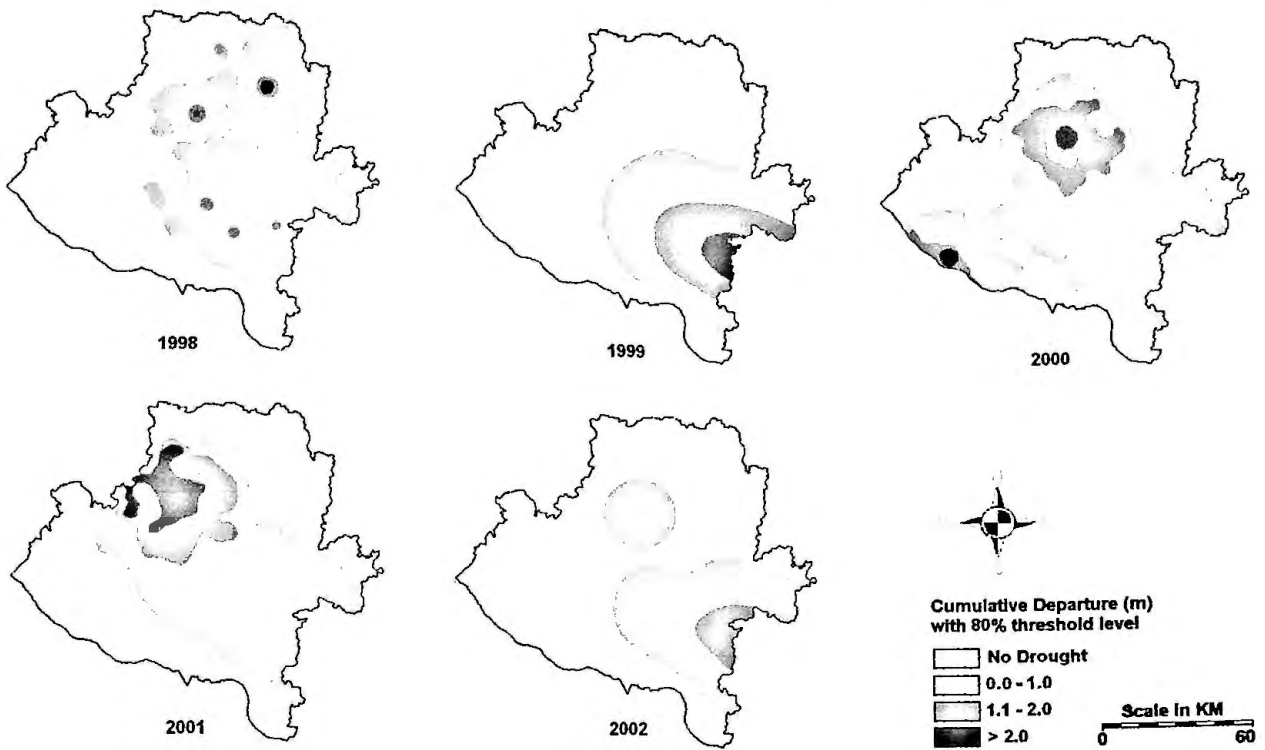 1998
1999
2000
2001
2002
Cumulative Departure (m)
with 80% threshold level
No Drought
0.0 - 1.0
1.1 - 2.0
> 2.0
Scale in KM
0 60